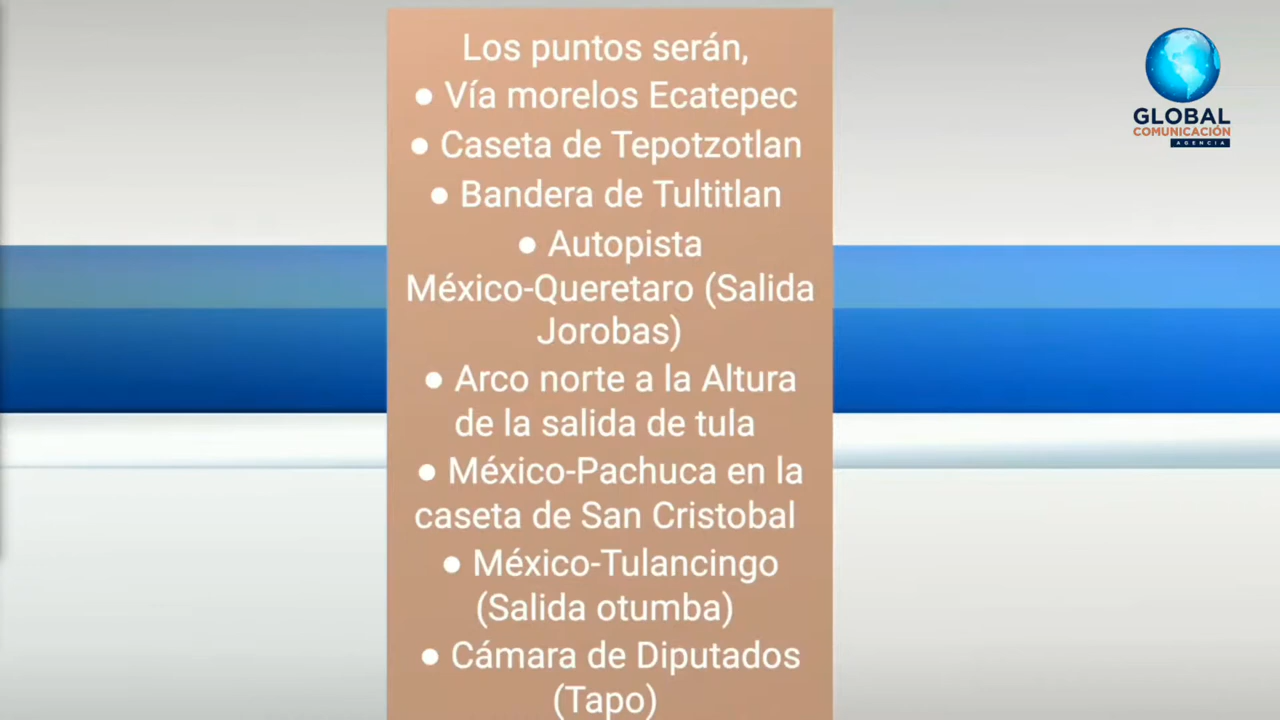 Los puntos serán,
● Vía morelos Ecatepec
● Caseta de Tepotzotlan
● Bandera de Tultitlan
● Autopista
México-Queretaro (Salida
Jorobas)
● Arco norte a la Altura
de la salida de tula
● México-Pachuca en la
caseta de San Cristobal
● México-Tulancingo
(Salida otumba)
● Cámara de Diputados
(Tapo)
GLOBAL
COMUNICACIÓN
AGENCIA